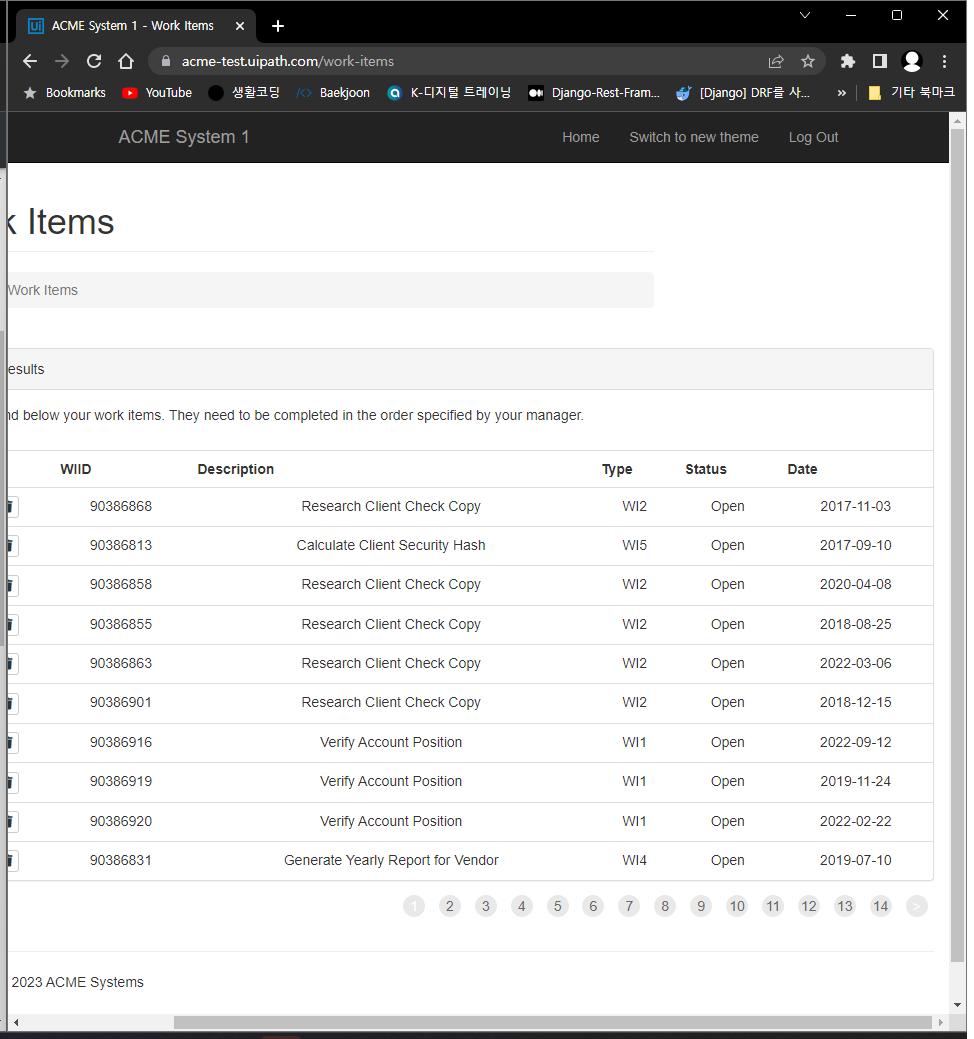 ACME System 1 - Work Items
acme-test.uipath.com/work-items
Bookmarks YouTube 생활코딩 Baekjoon K-디지털 트레이닝 Django-Rest-Fram... [Django] DRF를 사... » 기타 북마크
ACME System 1 Home Switch to new theme Log Out
k Items
Work Items
esults
nd below your work items. They need to be completed in the order specified by your manager.
WIID Description Type Status Date
90386868 Research Client Check Copy WI2 Open 2017-11-03
90386813 Calculate Client Security Hash WI5 Open 2017-09-10
90386858 Research Client Check Copy WI2 Open 2020-04-08
90386855 Research Client Check Copy WI2 Open 2018-08-25
90386863 Research Client Check Copy WI2 Open 2022-03-06
90386901 Research Client Check Copy WI2 Open 2018-12-15
90386916 Verify Account Position WI1 Open 2022-09-12
90386919 Verify Account Position WI1 Open 2019-11-24
90386920 Verify Account Position WI1 Open 2022-02-22
90386831 Generate Yearly Report for Vendor WI4 Open 2019-07-10
1 2 3 4 5 6 7 8 9 10 11 12 13 14 >
2023 ACME Systems